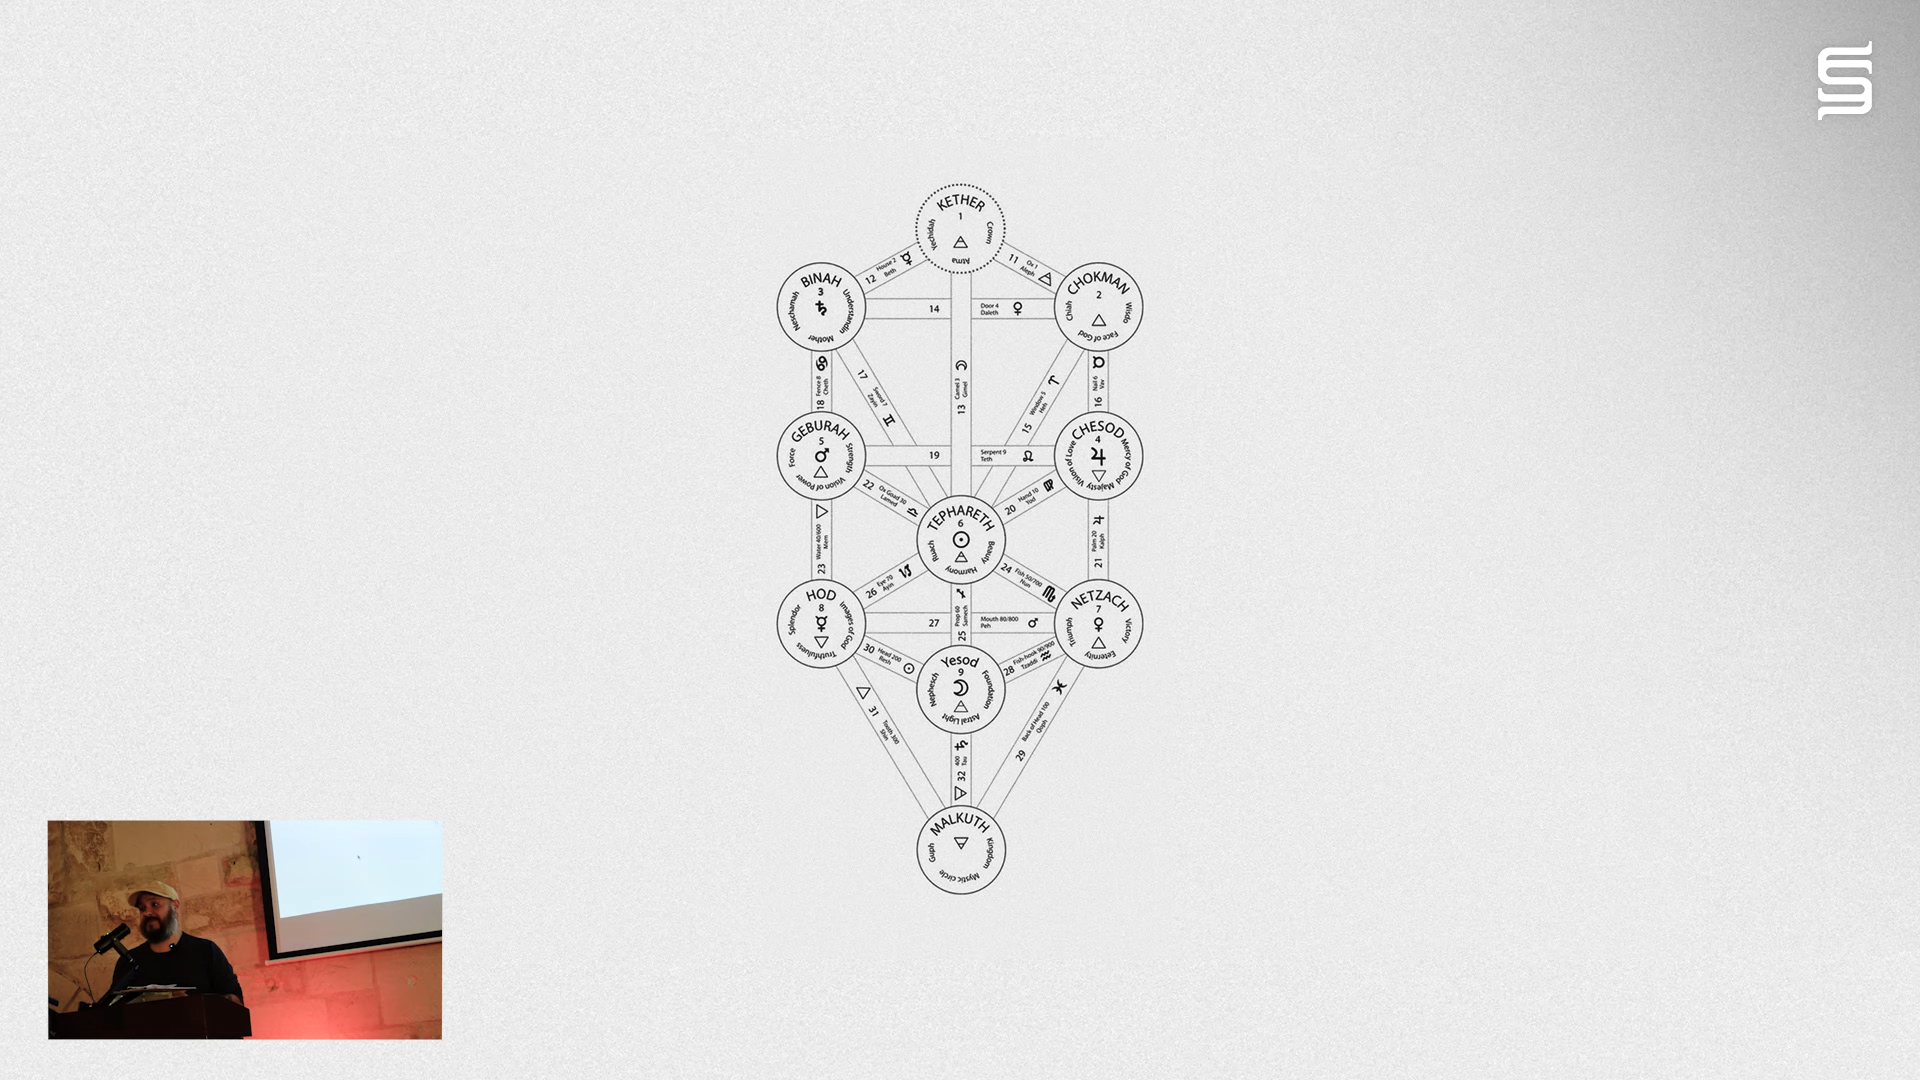 KETHER
1
Yechidah
Crown
Atma
12
House 2
Beth
11
Ox 1
Aleph
BINAH
3
Neschamah
Understandin
Mother
CHOKMAN
2
Chiah
Wisdo
Face of God
14
Door 4
Daleth
18
Fence 8
Cheth
17
Sword 7
Zayin
13
Camel 3
Gimel
15
Window 5
Heh
16
Nail 6
Vav
GEBURAH
5
Force
Strength
Vision of Power
CHESOD
4
Vision of Love
Mercy of God
Majesty
19
Serpent 9
Teth
22
Ox Goad 30
Lamed
20
Hand 10
Yod
TEPHARETH
6
Ruach
Beauty
Harmony
23
Water 40/600
Mem
21
Palm 20
Kalph
26
Eye 70
Ayin
24
Fish 50/700
Nun
HOD
8
Splendor
Images of God
Truthfulness
NETZACH
7
Triumph
Victory
Eeternity
27
Mouth 80/800
Peh
25
Prop 60
Samech
30
Head 200
Resh
28
Fish-hook 90/900
Tzaddi
Yesod
9
Nephesch
Foundation
Astral Light
31
Tooth 300
Shin
29
Back of Head 100
Qoph
32
400
Tau
MALKUTH
Guph
Kingdom
Mystic circle